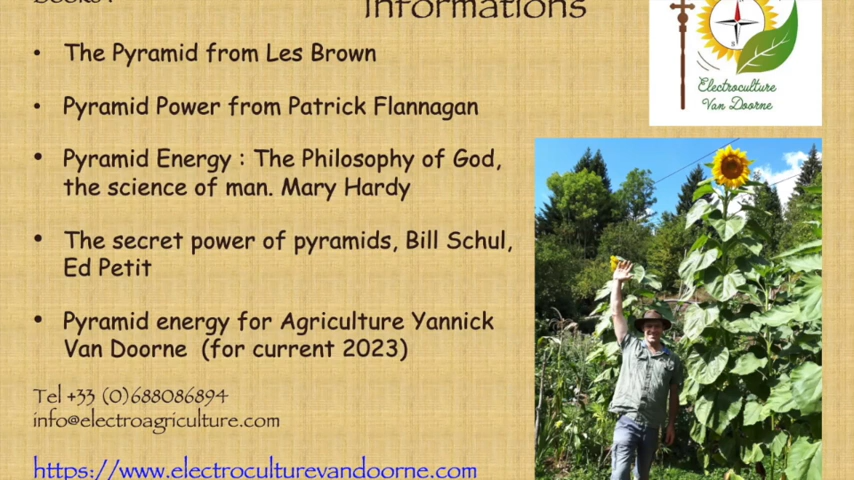 Books :
Informations
• The Pyramid from Les Brown
• Pyramid Power from Patrick Flannagan
• Pyramid Energy : The Philosophy of God,
the science of man. Mary Hardy
• The secret power of pyramids, Bill Schul,
Ed Petit
• Pyramid energy for Agriculture Yannick
Van Doorne (for current 2023)
Tel +33 (0)688086894
info@electroagriculture.com
https://www.electroculturevandoorne.com
Electroculture
Van Doorne